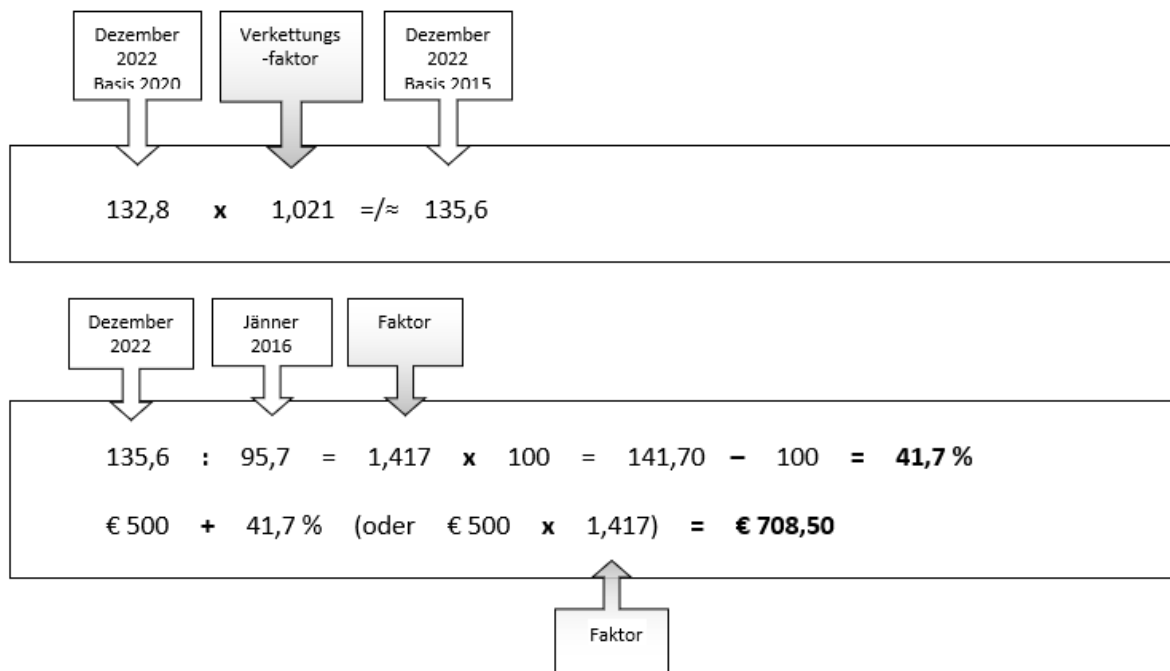 Dezember
2022
Basis 2020
Verkettungs
-faktor
Dezember
2022
Basis 2015
132,8 x 1,021 =/≈ 135,6
Dezember
2022
Jänner
2016
Faktor
135,6 : 95,7 = 1,417 x 100 = 141,70 – 100 = 41,7 %
€ 500 + 41,7 % (oder € 500 x 1,417) = € 708,50
Faktor